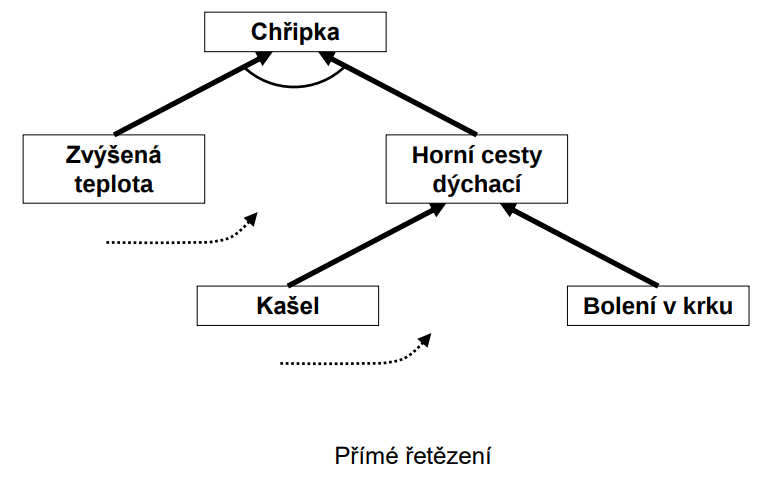 Chřipka
Zvýšená
teplota
Horní cesty
dýchací
Kašel
Bolení v krku
Přímé řetězení